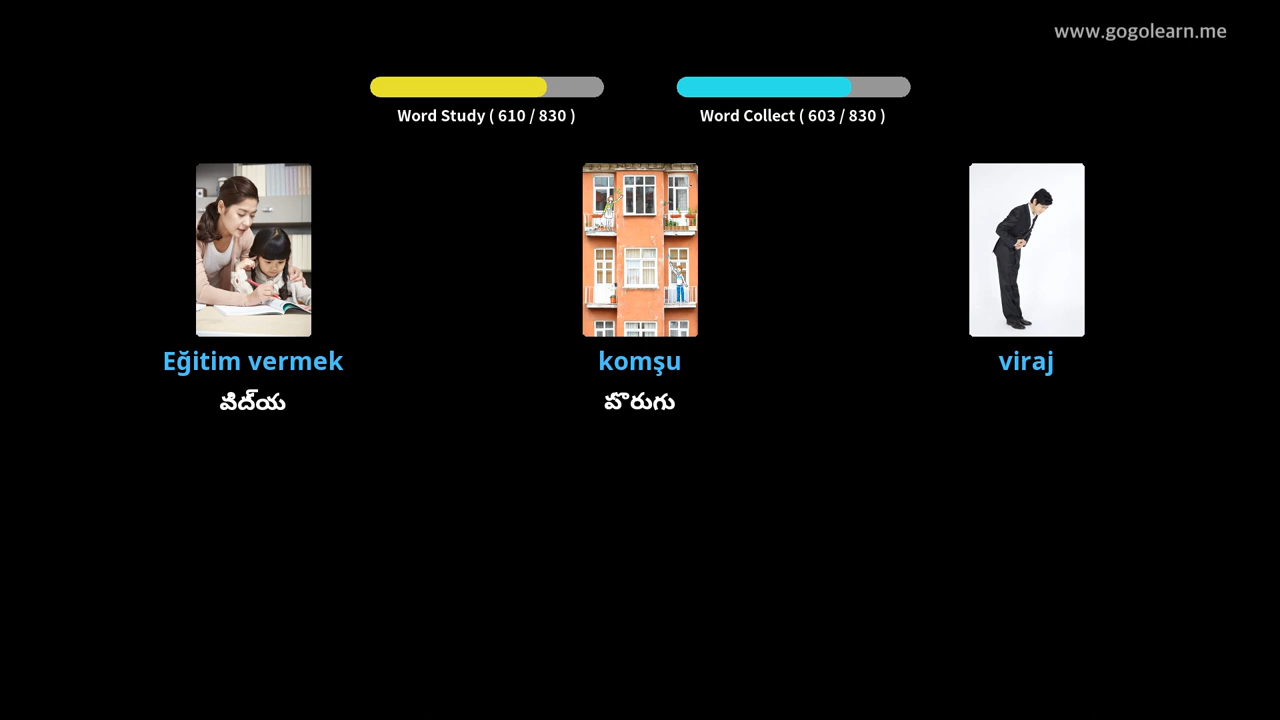 www.gogolearn.me
Word Study ( 610 / 830 )
Word Collect ( 603 / 830 )
Eğitim vermek
komşu
viraj
విద్య
పొరుగు